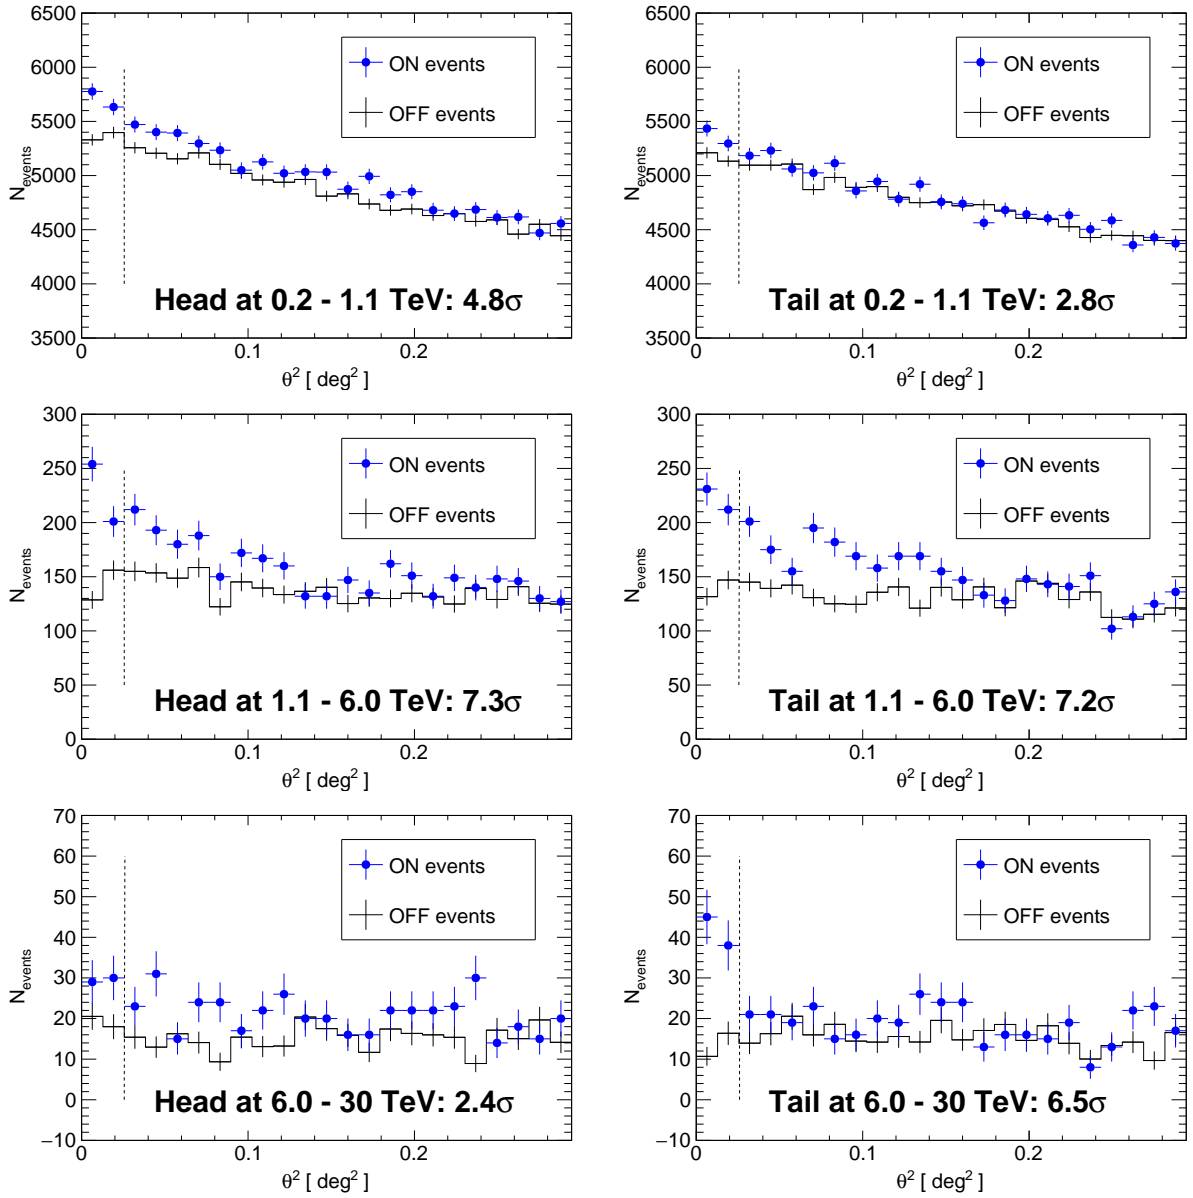 6500
6000
5500
5000
4500
4000
3500
N_events
ON events
OFF events
Head at 0.2 - 1.1 TeV: 4.8σ
0 0.1 0.2
θ² [ deg² ]
6500
6000
5500
5000
4500
4000
3500
N_events
ON events
OFF events
Tail at 0.2 - 1.1 TeV: 2.8σ
0 0.1 0.2
θ² [ deg² ]
300
250
200
150
100
50
0
N_events
ON events
OFF events
Head at 1.1 - 6.0 TeV: 7.3σ
0 0.1 0.2
θ² [ deg² ]
300
250
200
150
100
50
0
N_events
ON events
OFF events
Tail at 1.1 - 6.0 TeV: 7.2σ
0 0.1 0.2
θ² [ deg² ]
70
60
50
40
30
20
10
0
−10
N_events
ON events
OFF events
Head at 6.0 - 30 TeV: 2.4σ
0 0.1 0.2
θ² [ deg² ]
70
60
50
40
30
20
10
0
−10
N_events
ON events
OFF events
Tail at 6.0 - 30 TeV: 6.5σ
0 0.1 0.2
θ² [ deg² ]